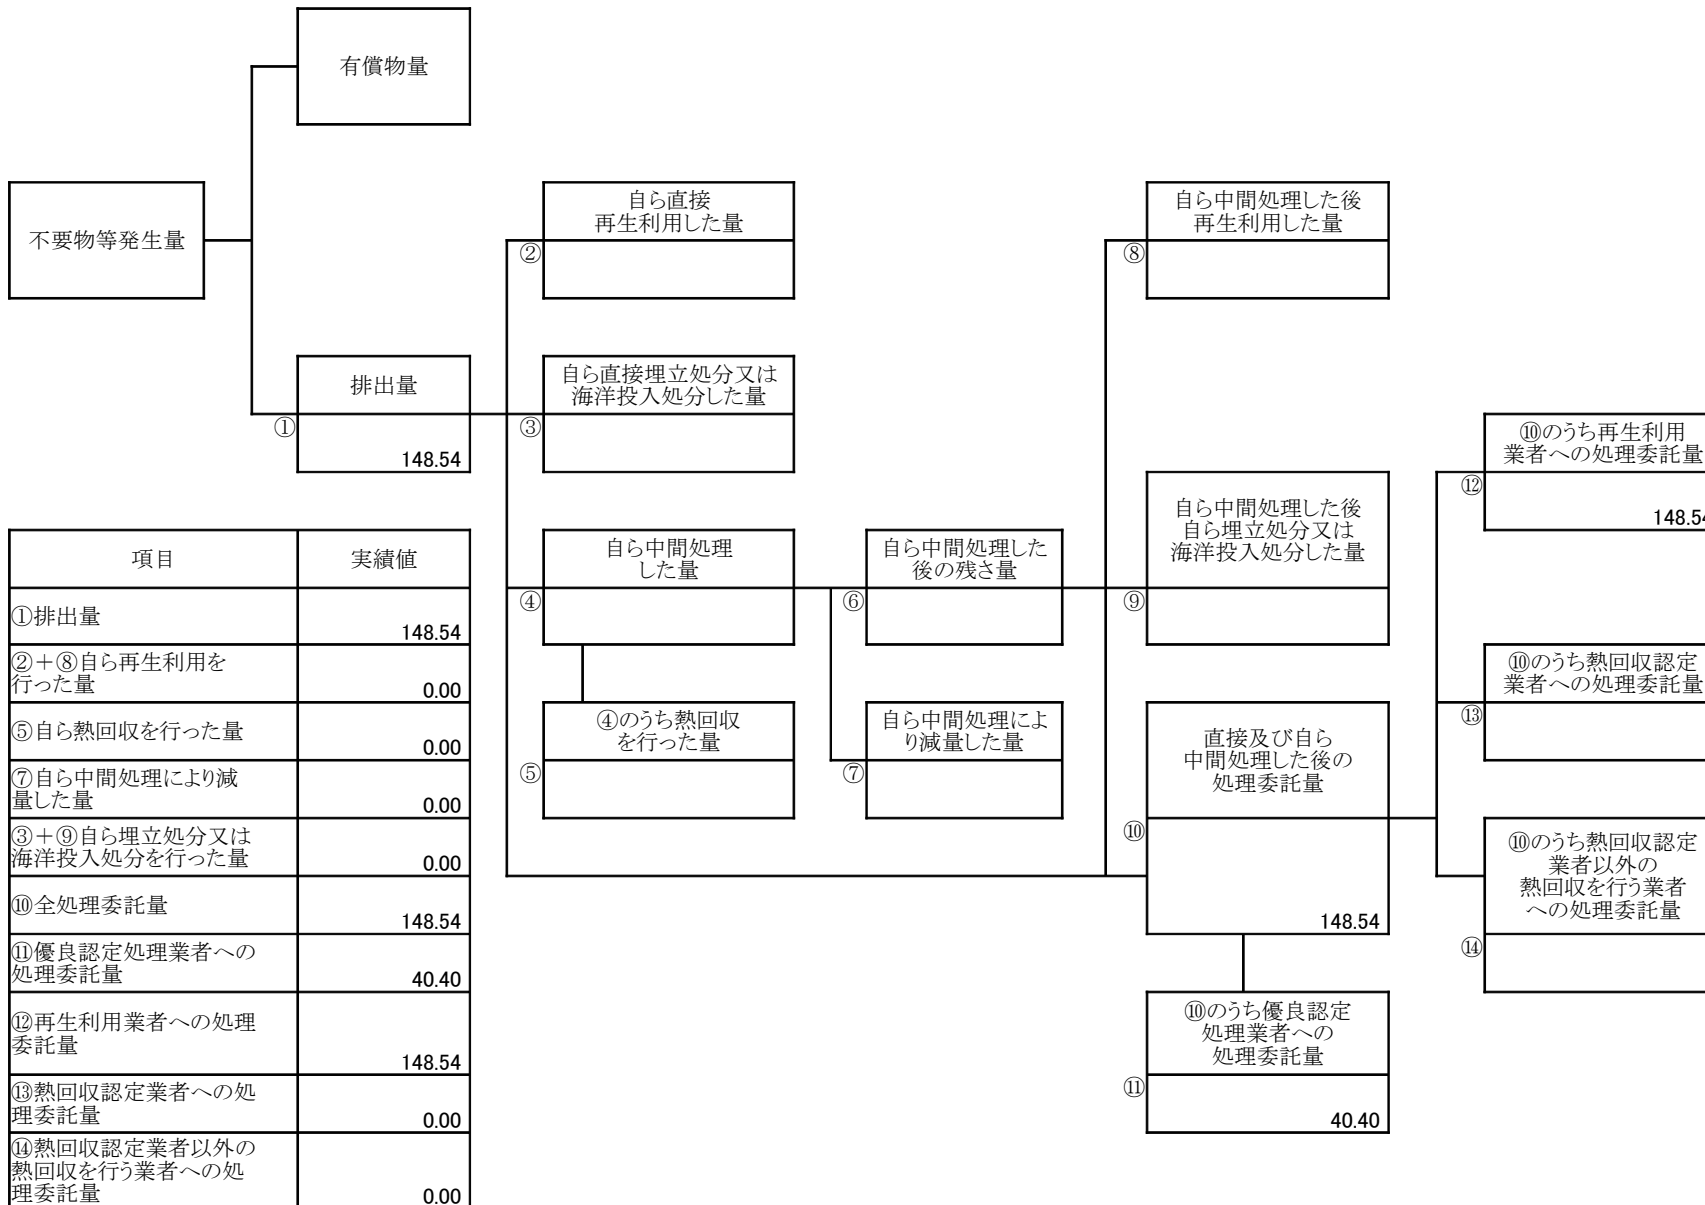 有償物量
不要物等発生量
自ら直接
再生利用した量
②
自ら中間処理した後
再生利用した量
⑧
排出量
①
148.54
自ら直接埋立処分又は
海洋投入処分した量
③
⑩のうち再生利用
業者への処理委託量
⑫
148.54
自ら中間処理
した量
④
自ら中間処理した
後の残さ量
⑥
自ら中間処理した後
自ら埋立処分又は
海洋投入処分した量
⑨
⑩のうち熱回収認定
業者への処理委託量
⑬
④のうち熱回収
を行った量
⑤
自ら中間処理によ
り減量した量
⑦
直接及び自ら
中間処理した後の
処理委託量
⑩
148.54
⑩のうち熱回収認定
業者以外の
熱回収を行う業者
への処理委託量
⑭
⑩のうち優良認定
処理業者への
処理委託量
⑪
40.40
項目 実績値
①排出量
148.54
②+⑧自ら再生利用を
行った量
0.00
⑤自ら熱回収を行った量
0.00
⑦自ら中間処理により減
量した量
0.00
③+⑨自ら埋立処分又は
海洋投入処分を行った量
0.00
⑩全処理委託量
148.54
⑪優良認定処理業者への
処理委託量
40.40
⑫再生利用業者への処理
委託量
148.54
⑬熱回収認定業者への処
理委託量
0.00
⑭熱回収認定業者以外の
熱回収を行う業者への処
理委託量
0.00